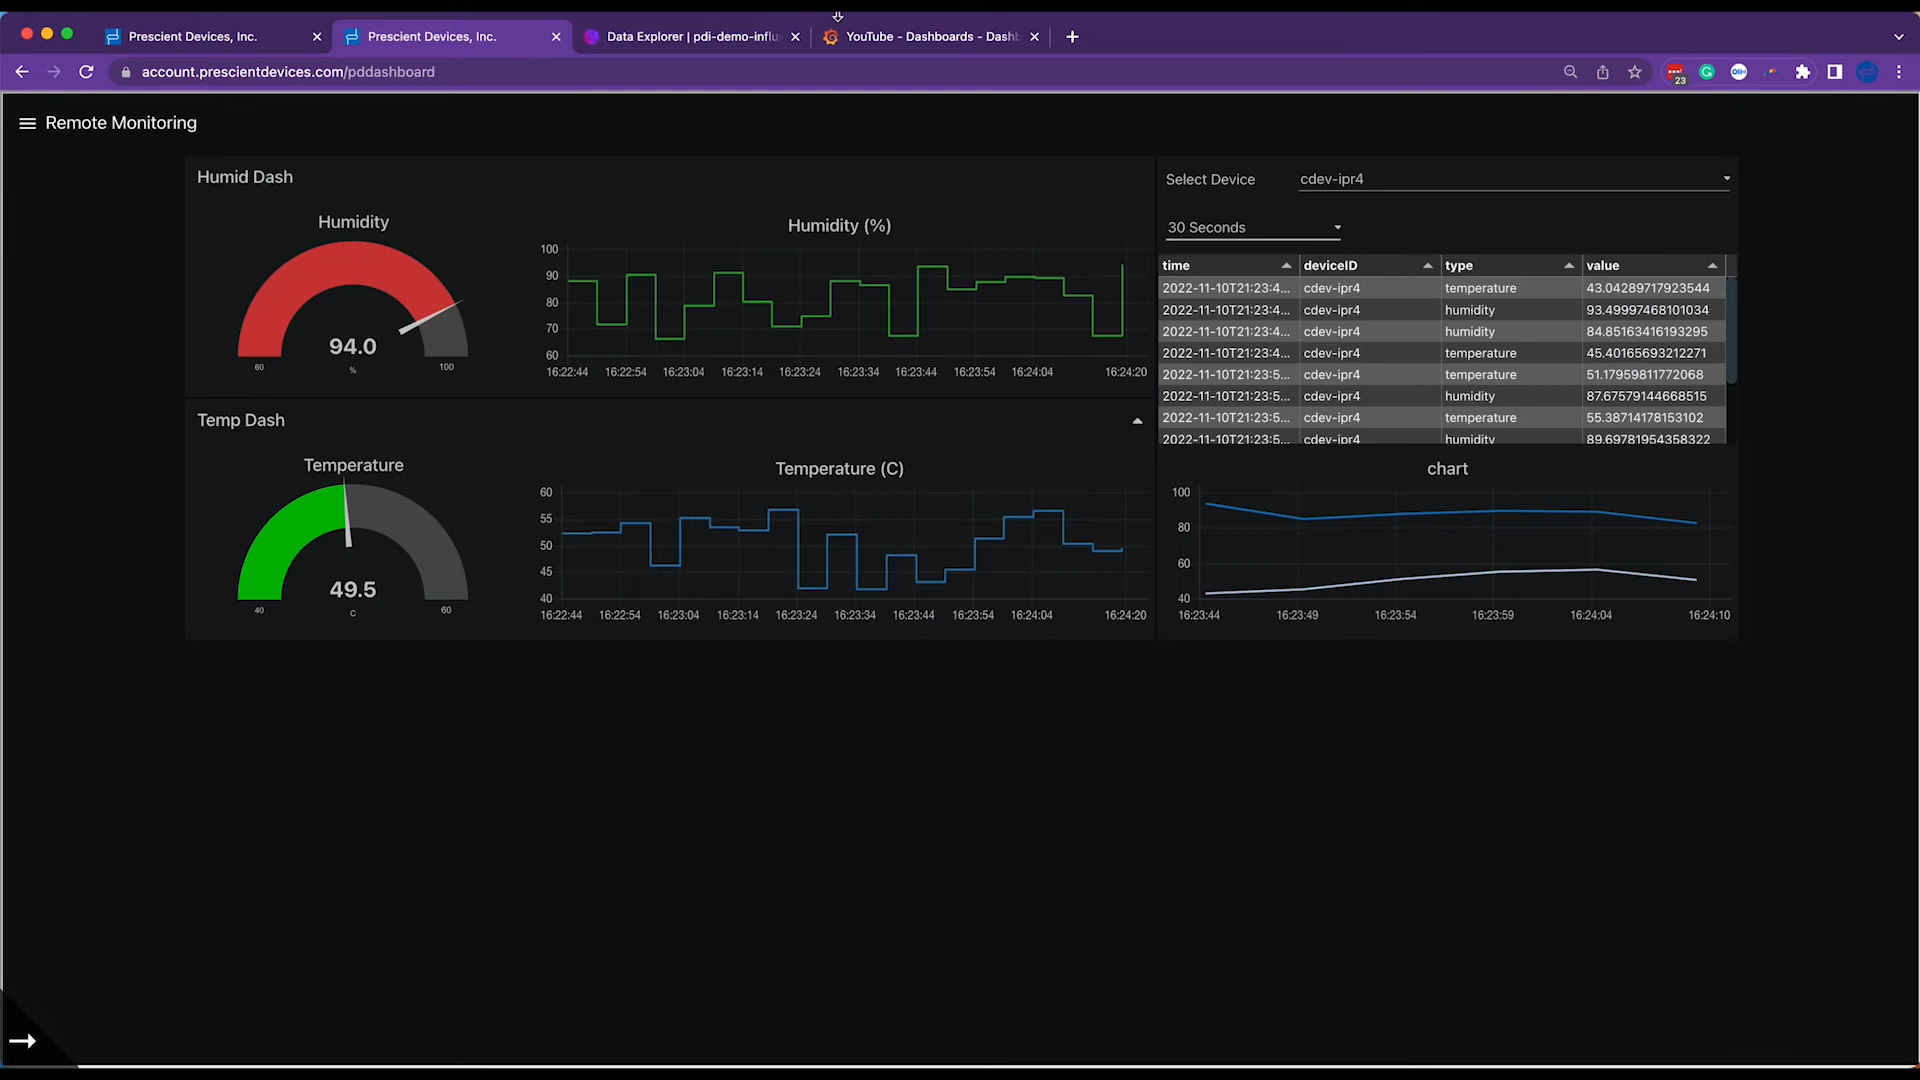 Prescient Devices, Inc.
Prescient Devices, Inc.
Data Explorer | pdi-demo-influ
YouTube - Dashboards - Dashb
account.prescientdevices.com/pddashboard
23
Remote Monitoring
Humid Dash
Humidity
94.0
%
60
100
Humidity (%)
100
90
80
70
60
16:22:44 16:22:54 16:23:04 16:23:14 16:23:24 16:23:34 16:23:44 16:23:54 16:24:04 16:24:20
Select Device cdev-ipr4
30 Seconds
time deviceID type value
2022-11-10T21:23:4... cdev-ipr4 temperature 43.04289717923544
2022-11-10T21:23:4... cdev-ipr4 humidity 93.49997468101034
2022-11-10T21:23:4... cdev-ipr4 humidity 84.85163416193295
2022-11-10T21:23:4... cdev-ipr4 temperature 45.40165693212271
2022-11-10T21:23:5... cdev-ipr4 temperature 51.17959811772068
2022-11-10T21:23:5... cdev-ipr4 humidity 87.67579144668515
2022-11-10T21:23:5... cdev-ipr4 temperature 55.38714178153102
2022-11-10T21:23:5... cdev-ipr4 humidity 89.69781954358322
Temp Dash
Temperature
49.5
C
40
60
Temperature (C)
60
55
50
45
40
16:22:44 16:22:54 16:23:04 16:23:14 16:23:24 16:23:34 16:23:44 16:23:54 16:24:04 16:24:20
chart
100
80
60
40
16:23:44 16:23:49 16:23:54 16:23:59 16:24:04 16:24:10